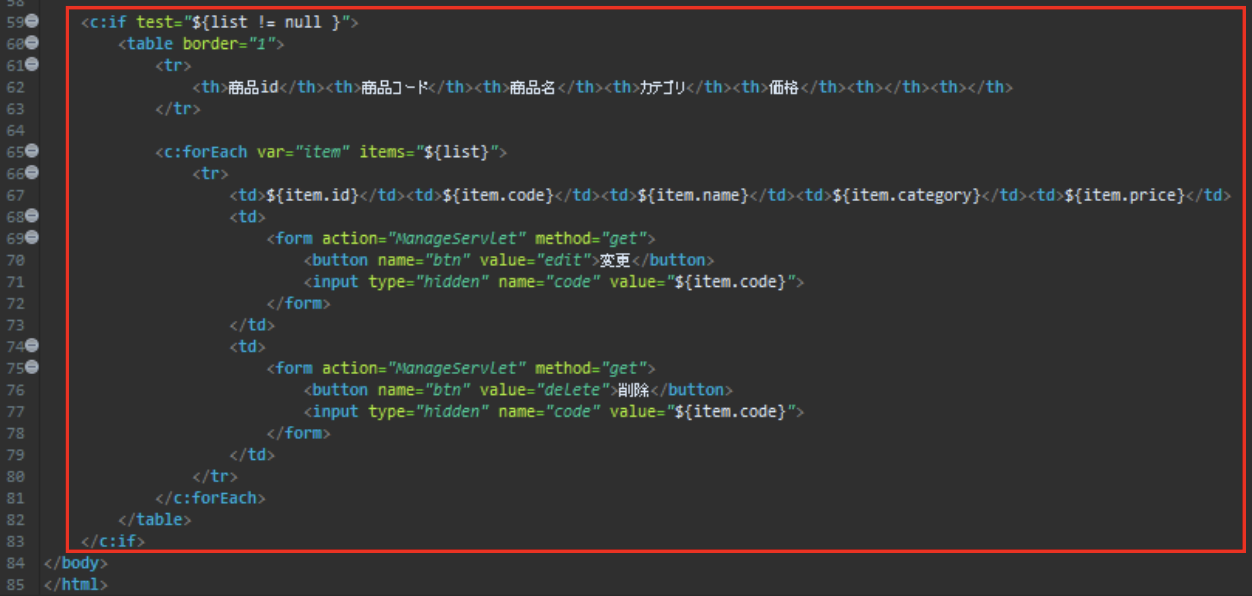 58
59 <c:if test="${list != null }">
60 <table border="1">
61 <tr>
62 <th>商品id</th><th>商品コード</th><th>商品名</th><th>カテゴリ</th><th>価格</th><th></th><th></th>
63 </tr>
64
65 <c:forEach var="item" items="${list}">
66 <tr>
67 <td>${item.id}</td><td>${item.code}</td><td>${item.name}</td><td>${item.category}</td><td>${item.price}</td>
68 <td>
69 <form action="ManageServlet" method="get">
70 <button name="btn" value="edit">変更</button>
71 <input type="hidden" name="code" value="${item.code}">
72 </form>
73 </td>
74 <td>
75 <form action="ManageServlet" method="get">
76 <button name="btn" value="delete">削除</button>
77 <input type="hidden" name="code" value="${item.code}">
78 </form>
79 </td>
80 </tr>
81 </c:forEach>
82 </table>
83 </c:if>
84 </body>
85 </html>